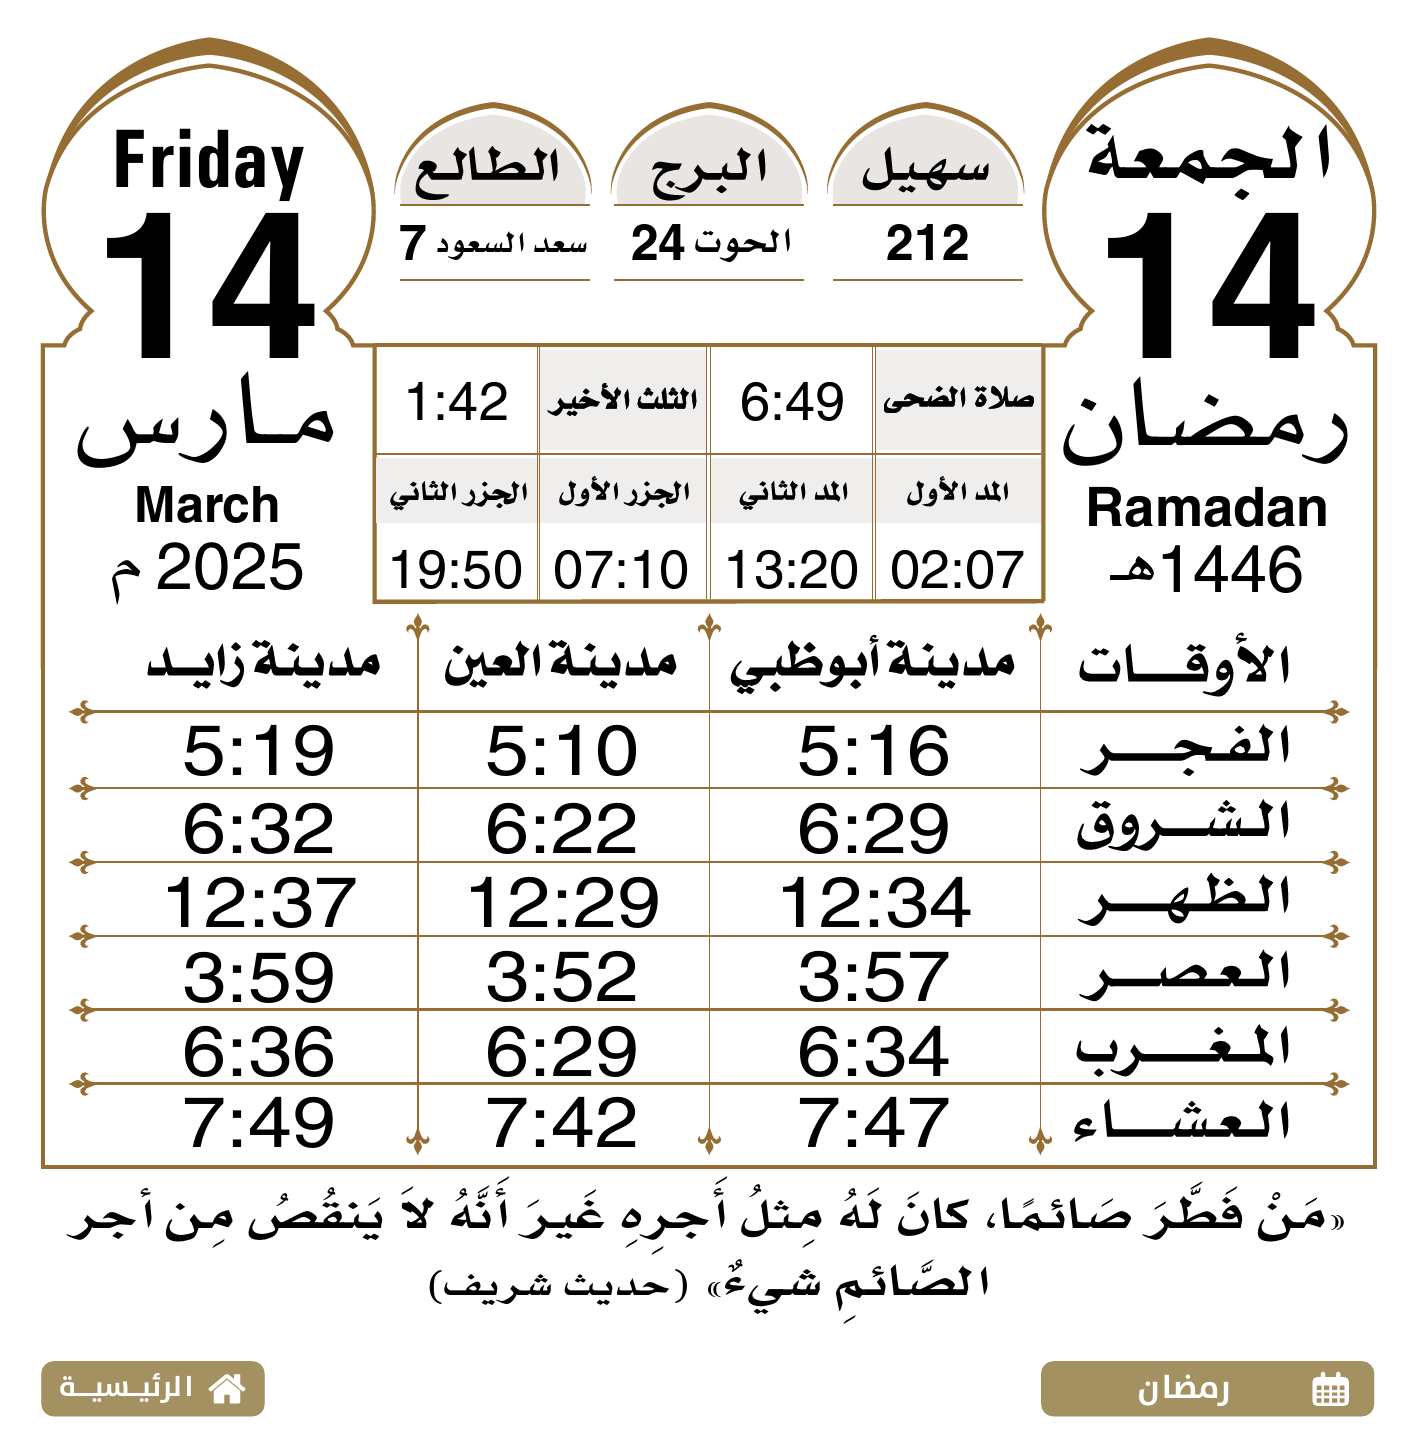 الجمعة
14
رمضان
Ramadan
1446هـ
سهيل
212
البرج
الحوت 24
الطالع
سعد السعود 7
Friday
14
مارس
March
2025 م
صلاة الضحى 6:49 الثلث الأخير 1:42
المد الأول المد الثاني الجزر الأول الجزر الثاني
02:07 13:20 07:10 19:50
الأوقات مدينة أبوظبي مدينة العين مدينة زايد
الفجر 5:16 5:10 5:19
الشروق 6:29 6:22 6:32
الظهر 12:34 12:29 12:37
العصر 3:57 3:52 3:59
المغرب 6:34 6:29 6:36
العشاء 7:47 7:42 7:49
«مَنْ فَطَّرَ صَائمًا، كانَ لَهُ مِثلُ أَجرِهِ غَيرَ أَنَّهُ لاَ يَنقُصُ مِن أجر
الصَّائمِ شيءٌ» (حديث شريف)
رمضان
الرئيسية